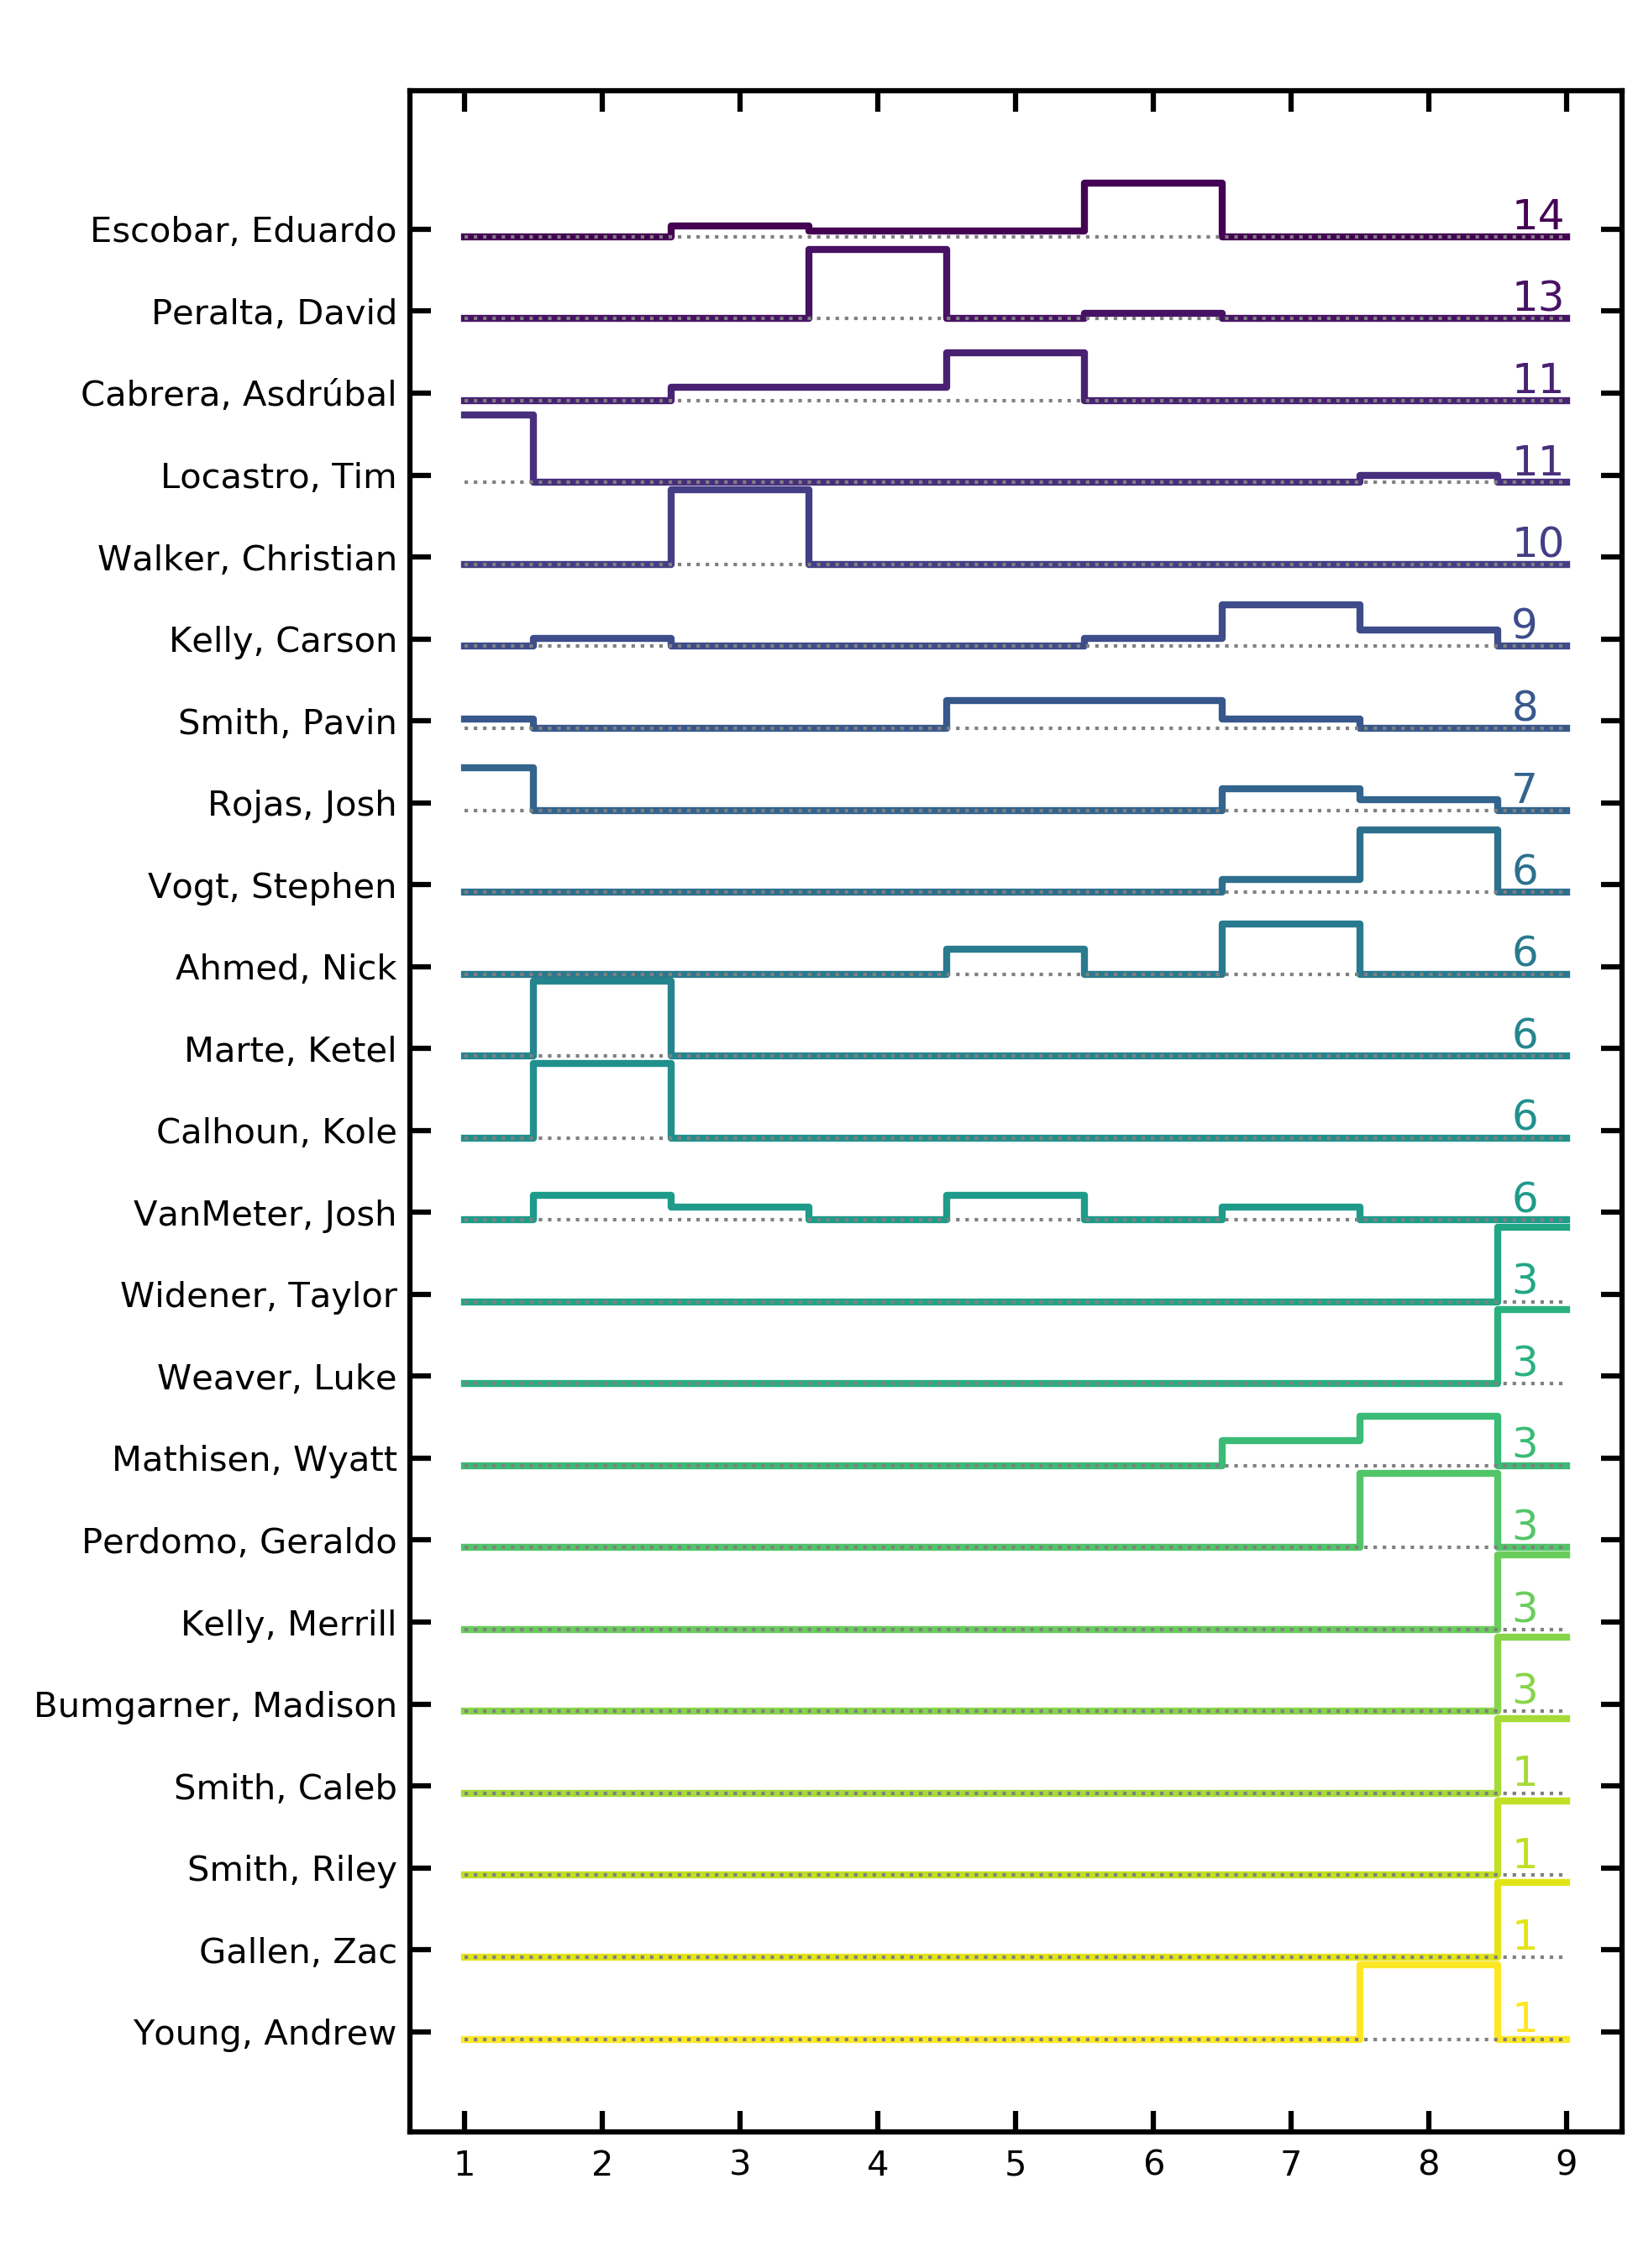 Escobar, Eduardo 14
Peralta, David 13
Cabrera, Asdrúbal 11
Locastro, Tim 11
Walker, Christian 10
Kelly, Carson 9
Smith, Pavin 8
Rojas, Josh 7
Vogt, Stephen 6
Ahmed, Nick 6
Marte, Ketel 6
Calhoun, Kole 6
VanMeter, Josh 6
Widener, Taylor 3
Weaver, Luke 3
Mathisen, Wyatt 3
Perdomo, Geraldo 3
Kelly, Merrill 3
Bumgarner, Madison 3
Smith, Caleb 1
Smith, Riley 1
Gallen, Zac 1
Young, Andrew 1
1 2 3 4 5 6 7 8 9